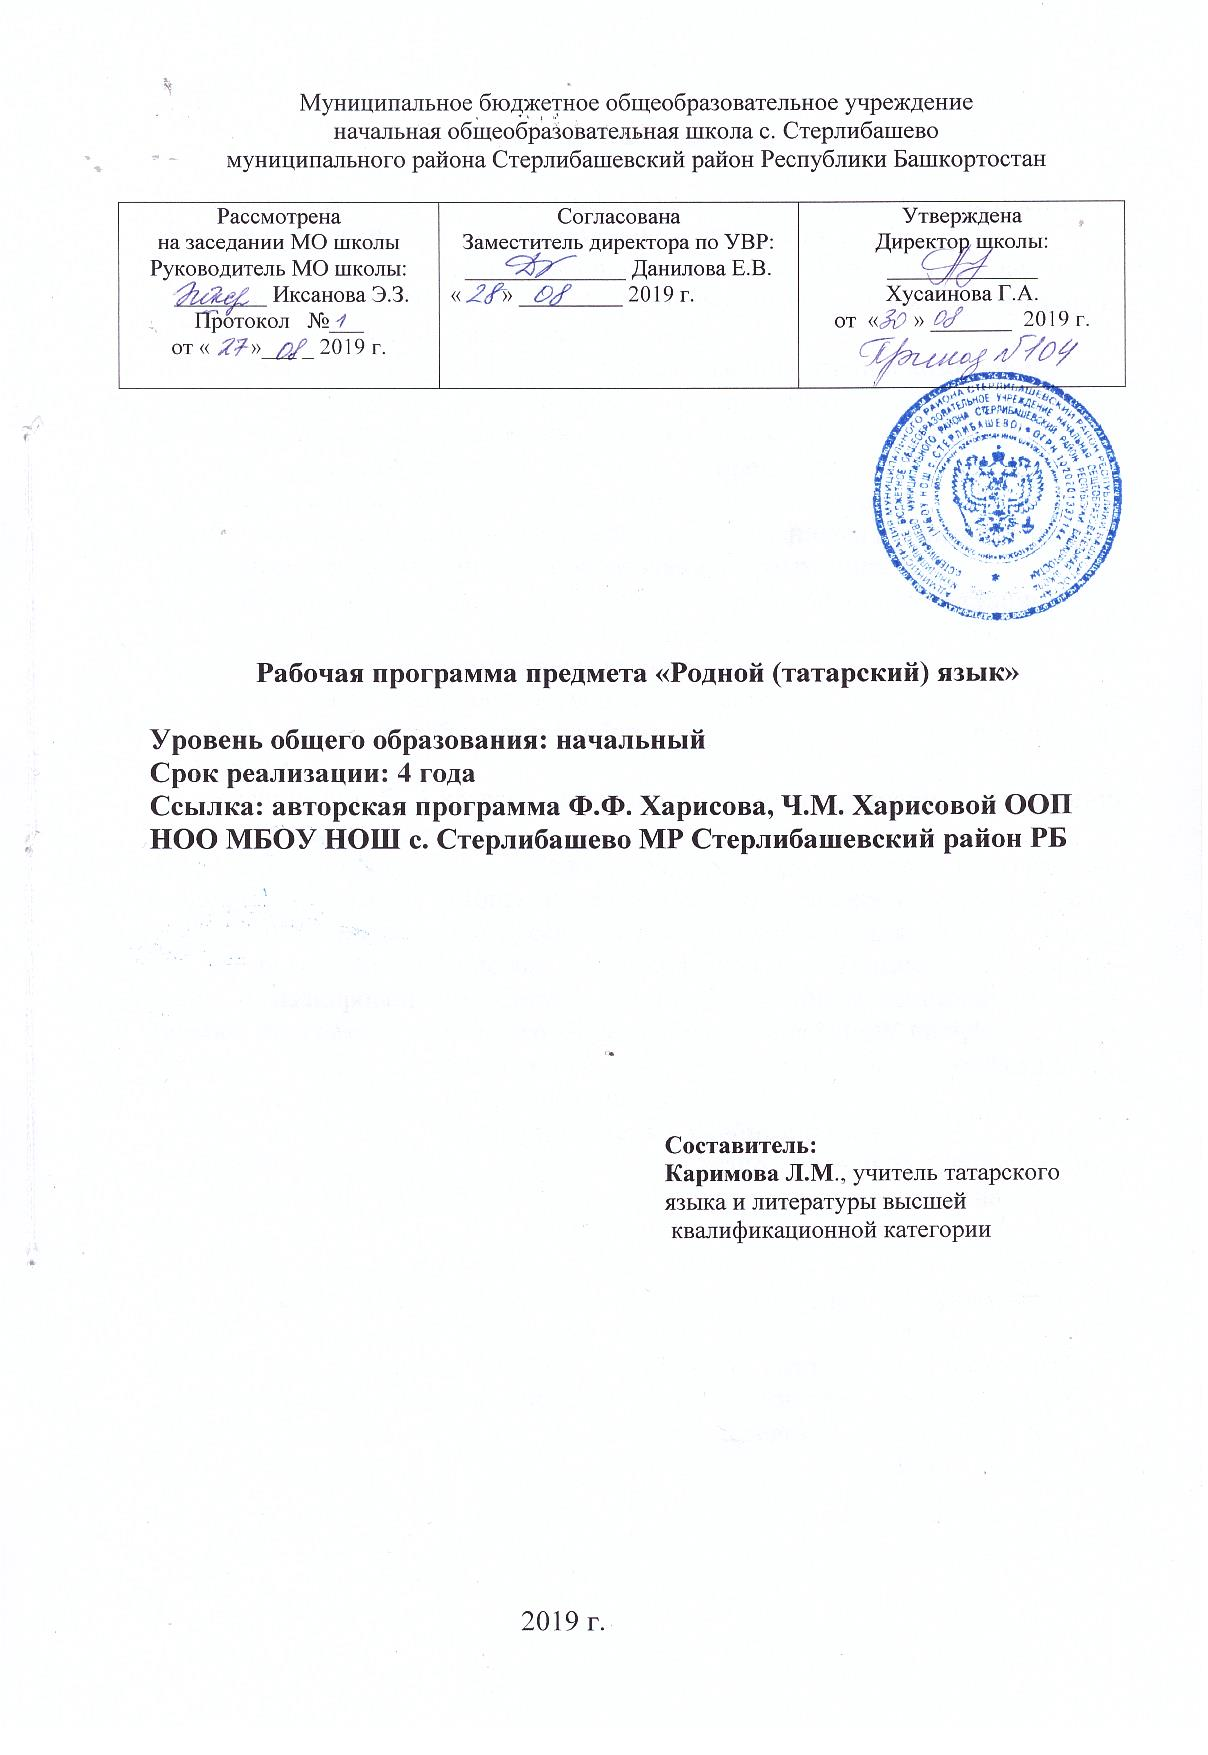 Муниципальное бюджетное общеобразовательное учреждение
начальная общеобразовательная школа с. Стерлибашево
муниципального района Стерлибашевский район Республики Башкортостан
Рассмотрена
на заседании МО школы
Руководитель МО школы:
________ Иксанова Э.З.
Протокол №1
от « 27 » 08 2019 г.
Согласована
Заместитель директора по УВР:
______________ Данилова Е.В.
« 28 » 08 2019 г.
Утверждена
Директор школы:
_____________
Хусаинова Г.А.
от « 30 » 08 2019 г.
Приказ №104
Рабочая программа предмета «Родной (татарский) язык»
Уровень общего образования: начальный
Срок реализации: 4 года
Ссылка: авторская программа Ф.Ф. Харисова, Ч.М. Харисовой ООП
НОО МБОУ НОШ с. Стерлибашево МР Стерлибашевский район РБ
Составитель:
Каримова Л.М., учитель татарского
языка и литературы высшей
квалификационной категории
2019 г.